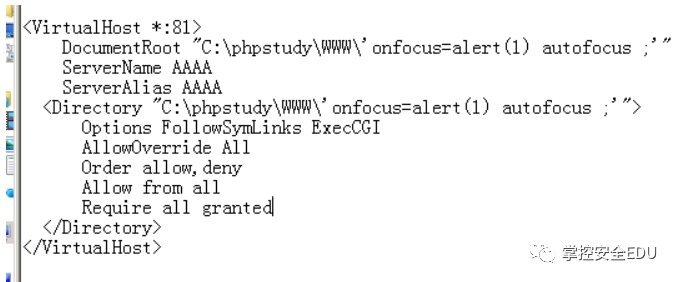 <VirtualHost *:81>
DocumentRoot "C:\phpstudy\WWW\'onfocus=alert(1) autofocus ;'"
ServerName AAAA
ServerAlias AAAA
<Directory "C:\phpstudy\WWW\'onfocus=alert(1) autofocus ;'">
Options FollowSymLinks ExecCGI
AllowOverride All
Order allow,deny
Allow from all
Require all granted
</Directory>
</VirtualHost>
掌控安全EDU